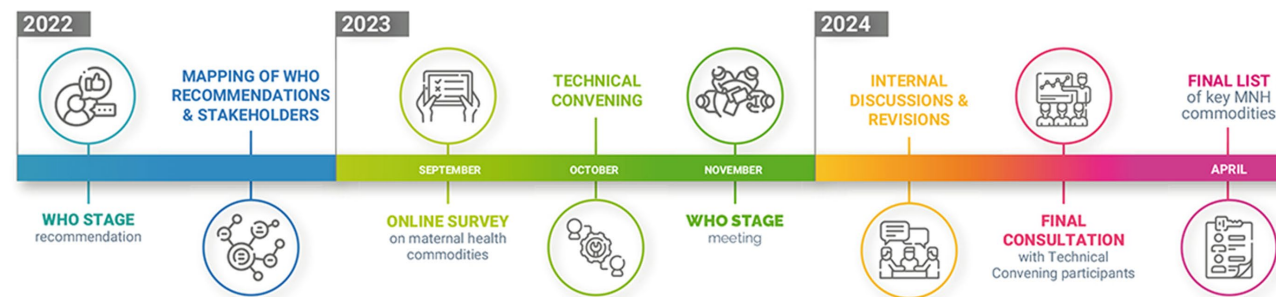 2022
2023
2024
MAPPING OF WHO
RECOMMENDATIONS
& STAKEHOLDERS
TECHNICAL
CONVENING
INTERNAL
DISCUSSIONS &
REVISIONS
FINAL LIST
of key MNH
commodities
SEPTEMBER
OCTOBER
NOVEMBER
APRIL
WHO STAGE
recommendation
ONLINE SURVEY
on maternal health
commodities
WHO STAGE
meeting
FINAL
CONSULTATION
with Technical
Convening participants